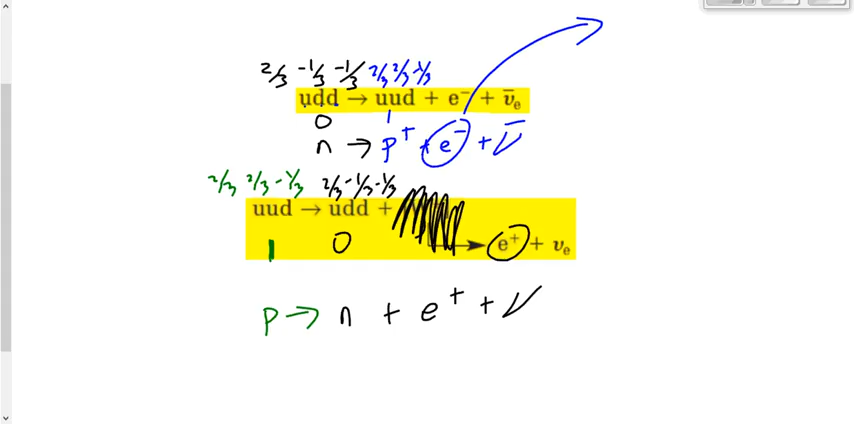 2/3 -1/3 -1/3 2/3 2/3 -1/3
udd → uud + e⁻ + ν̄ₑ
0 1
n → p⁺ + e⁻ + ν̄
2/3 2/3 -1/3 2/3 -1/3 -1/3
uud → udd +
1 0 → e⁺ + νₑ
p → n + e⁺ + ν